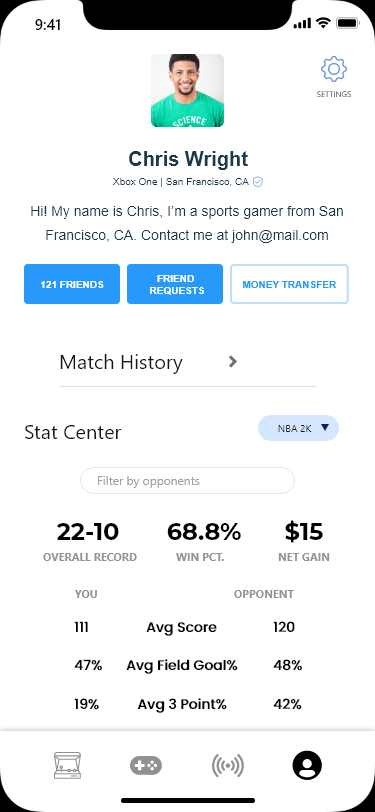 9:41
SCIENCE
SETTINGS
Chris Wright
Xbox One | San Francisco, CA
Hi! My name is Chris, I'm a sports gamer from San
Francisco, CA. Contact me at john@mail.com
121 FRIENDS
FRIEND
REQUESTS
MONEY TRANSFER
Match History
Stat Center
NBA 2K
Filter by opponents
22-10 68.8% $15
OVERALL RECORD WIN PCT. NET GAIN
YOU OPPONENT
111 Avg Score 120
47% Avg Field Goal% 48%
19% Avg 3 Point% 42%